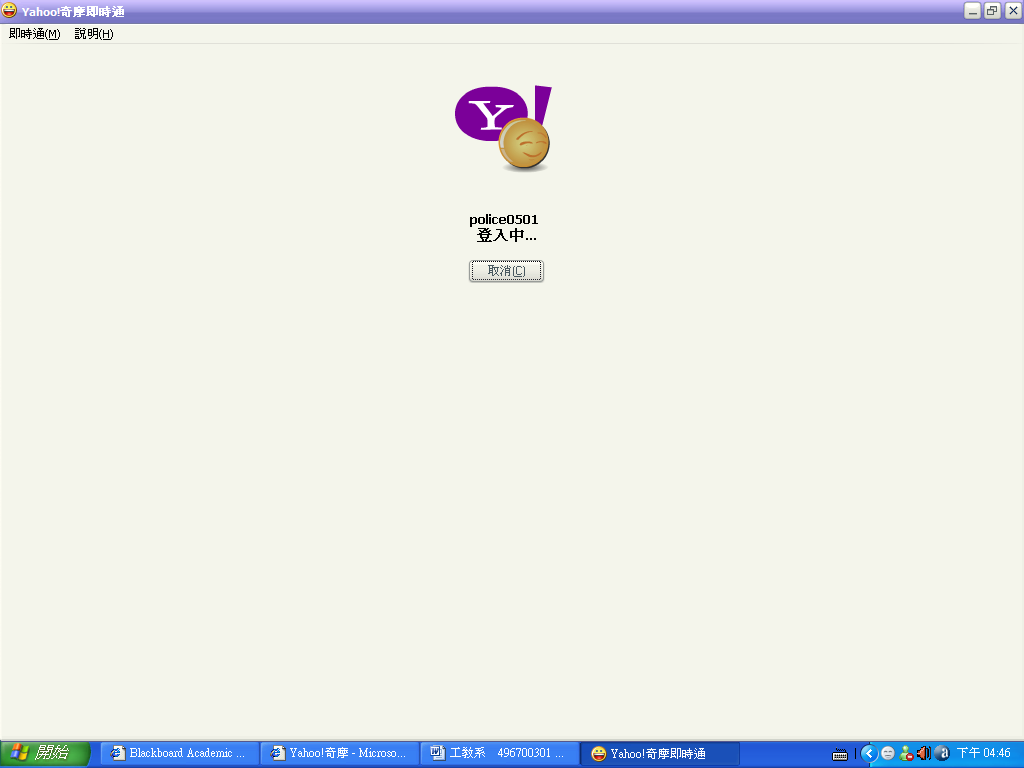 Yahoo!奇摩即時通
即時通(M) 說明(H)
Y!
police0501
登入中...
取消(C)
開始 Blackboard Academic ... Yahoo!奇摩 - Microso... 工教系 496700301 ... Yahoo!奇摩即時通 下午 04:46